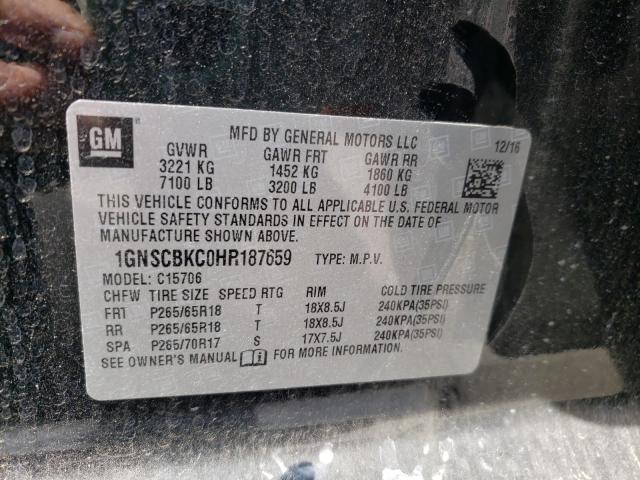 GM
MFD BY GENERAL MOTORS LLC 12/16
GVWR GAWR FRT GAWR RR
3221 KG 1452 KG 1860 KG
7100 LB 3200 LB 4100 LB
THIS VEHICLE CONFORMS TO ALL APPLICABLE U.S. FEDERAL MOTOR
VEHICLE SAFETY STANDARDS IN EFFECT ON THE DATE OF
MANUFACTURE SHOWN ABOVE.
1GNSCBKC0HR187659 TYPE: M.P.V.
MODEL: C15706
CHFW TIRE SIZE SPEED RTG RIM COLD TIRE PRESSURE
FRT P265/65R18 T 18X8.5J 240KPA(35PSI)
RR P265/65R18 T 18X8.5J 240KPA(35PSI)
SPA P265/70R17 S 17X7.5J 240KPA(35PSI)
SEE OWNER'S MANUAL FOR MORE INFORMATION.